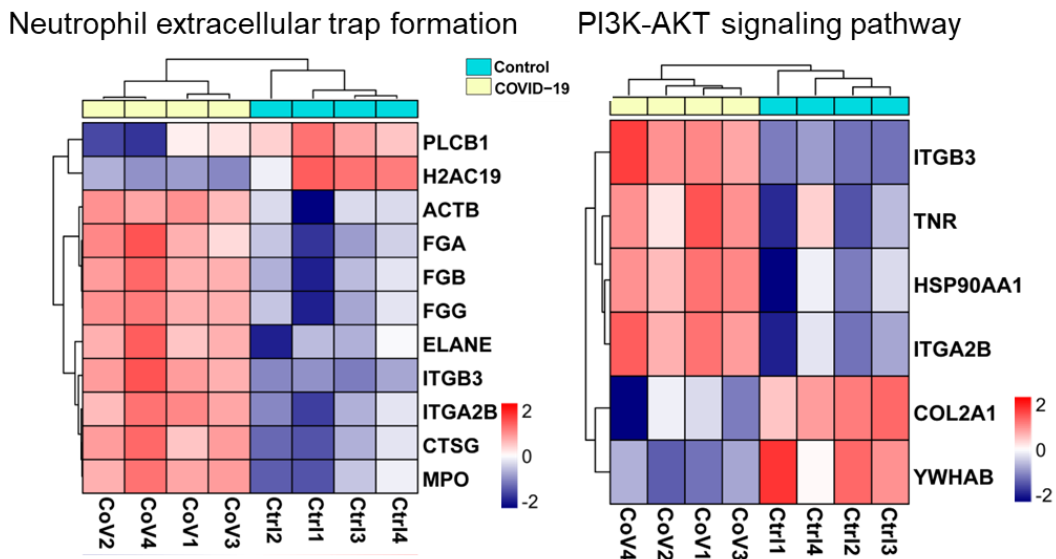 Neutrophil extracellular trap formation
Control
COVID-19
PLCB1
H2AC19
ACTB
FGA
FGB
FGG
ELANE
ITGB3
ITGA2B
CTSG
MPO
2
0
-2
CoV2 CoV4 CoV1 CoV3 Ctrl2 Ctrl1 Ctrl3 Ctrl4
PI3K-AKT signaling pathway
ITGB3
TNR
HSP90AA1
ITGA2B
COL2A1
YWHAB
2
0
-2
CoV4 CoV2 CoV1 CoV3 Ctrl1 Ctrl4 Ctrl2 Ctrl3